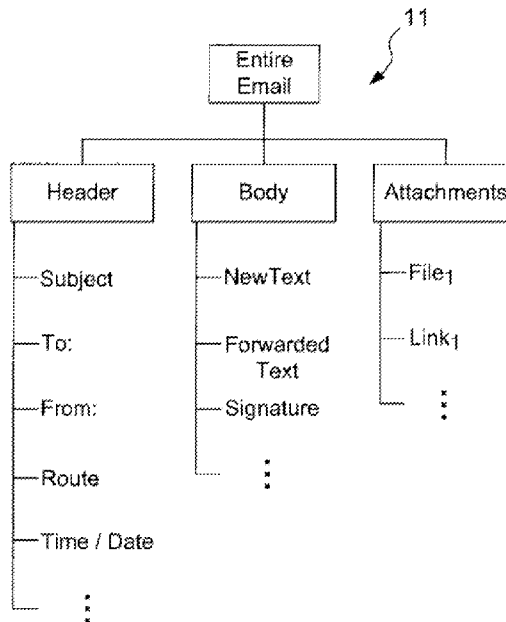 11
Entire
Email
Header
Body
Attachments
Subject
To:
From:
Route
Time / Date
NewText
Forwarded
Text
Signature
File1
Link1